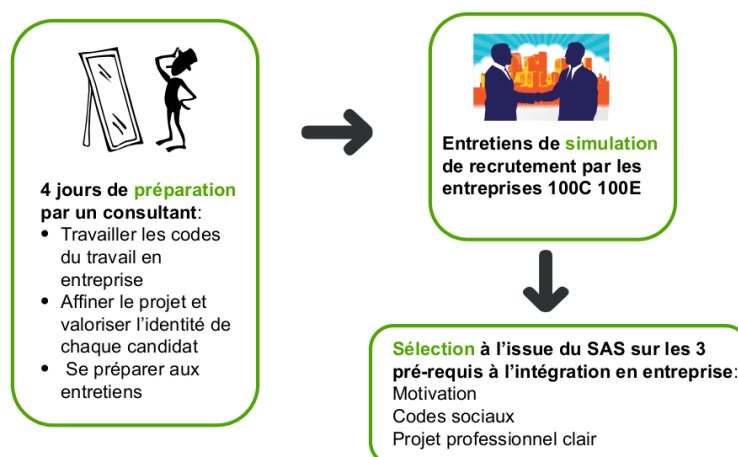 4 jours de préparation
par un consultant:
• Travailler les codes
du travail en
entreprise
• Affiner le projet et
valoriser l'identité de
chaque candidat
• Se préparer aux
entretiens
Entretiens de simulation
de recrutement par les
entreprises 100C 100E
Sélection à l'issue du SAS sur les 3
pré-requis à l'intégration en entreprise:
Motivation
Codes sociaux
Projet professionnel clair